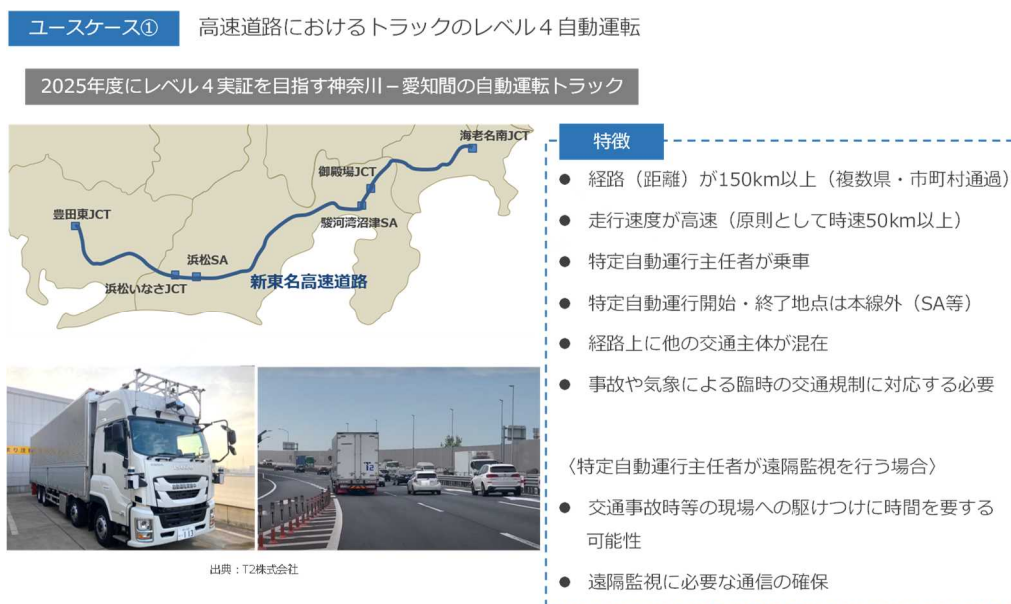 ユースケース①
高速道路におけるトラックのレベル4自動運転
2025年度にレベル4実証を目指す神奈川－愛知間の自動運転トラック
海老名南JCT
御殿場JCT
駿河湾沼津SA
豊田東JCT
浜松SA
浜松いなさJCT
新東名高速道路
T2
出典：T2株式会社
特徴
● 経路（距離）が150km以上（複数県・市町村通過）
● 走行速度が高速（原則として時速50km以上）
● 特定自動運行主任者が乗車
● 特定自動運行開始・終了地点は本線外（SA等）
● 経路上に他の交通主体が混在
● 事故や気象による臨時の交通規制に対応する必要
〈特定自動運行主任者が遠隔監視を行う場合〉
● 交通事故時等の現場への駆けつけに時間を要する
可能性
● 遠隔監視に必要な通信の確保